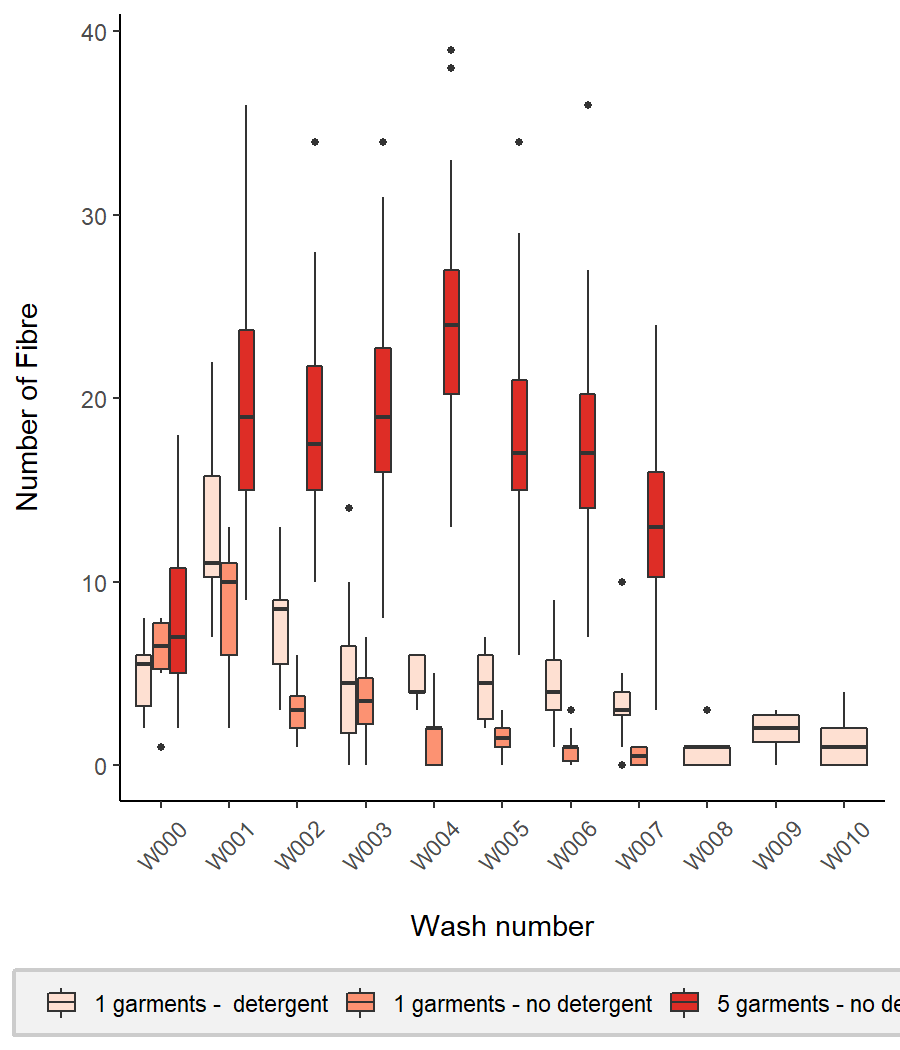 40
30
20
10
0
Number of Fibre
W000 W001 W002 W003 W004 W005 W006 W007 W008 W009 W010
Wash number
1 garments -  detergent 1 garments - no detergent 5 garments - no de